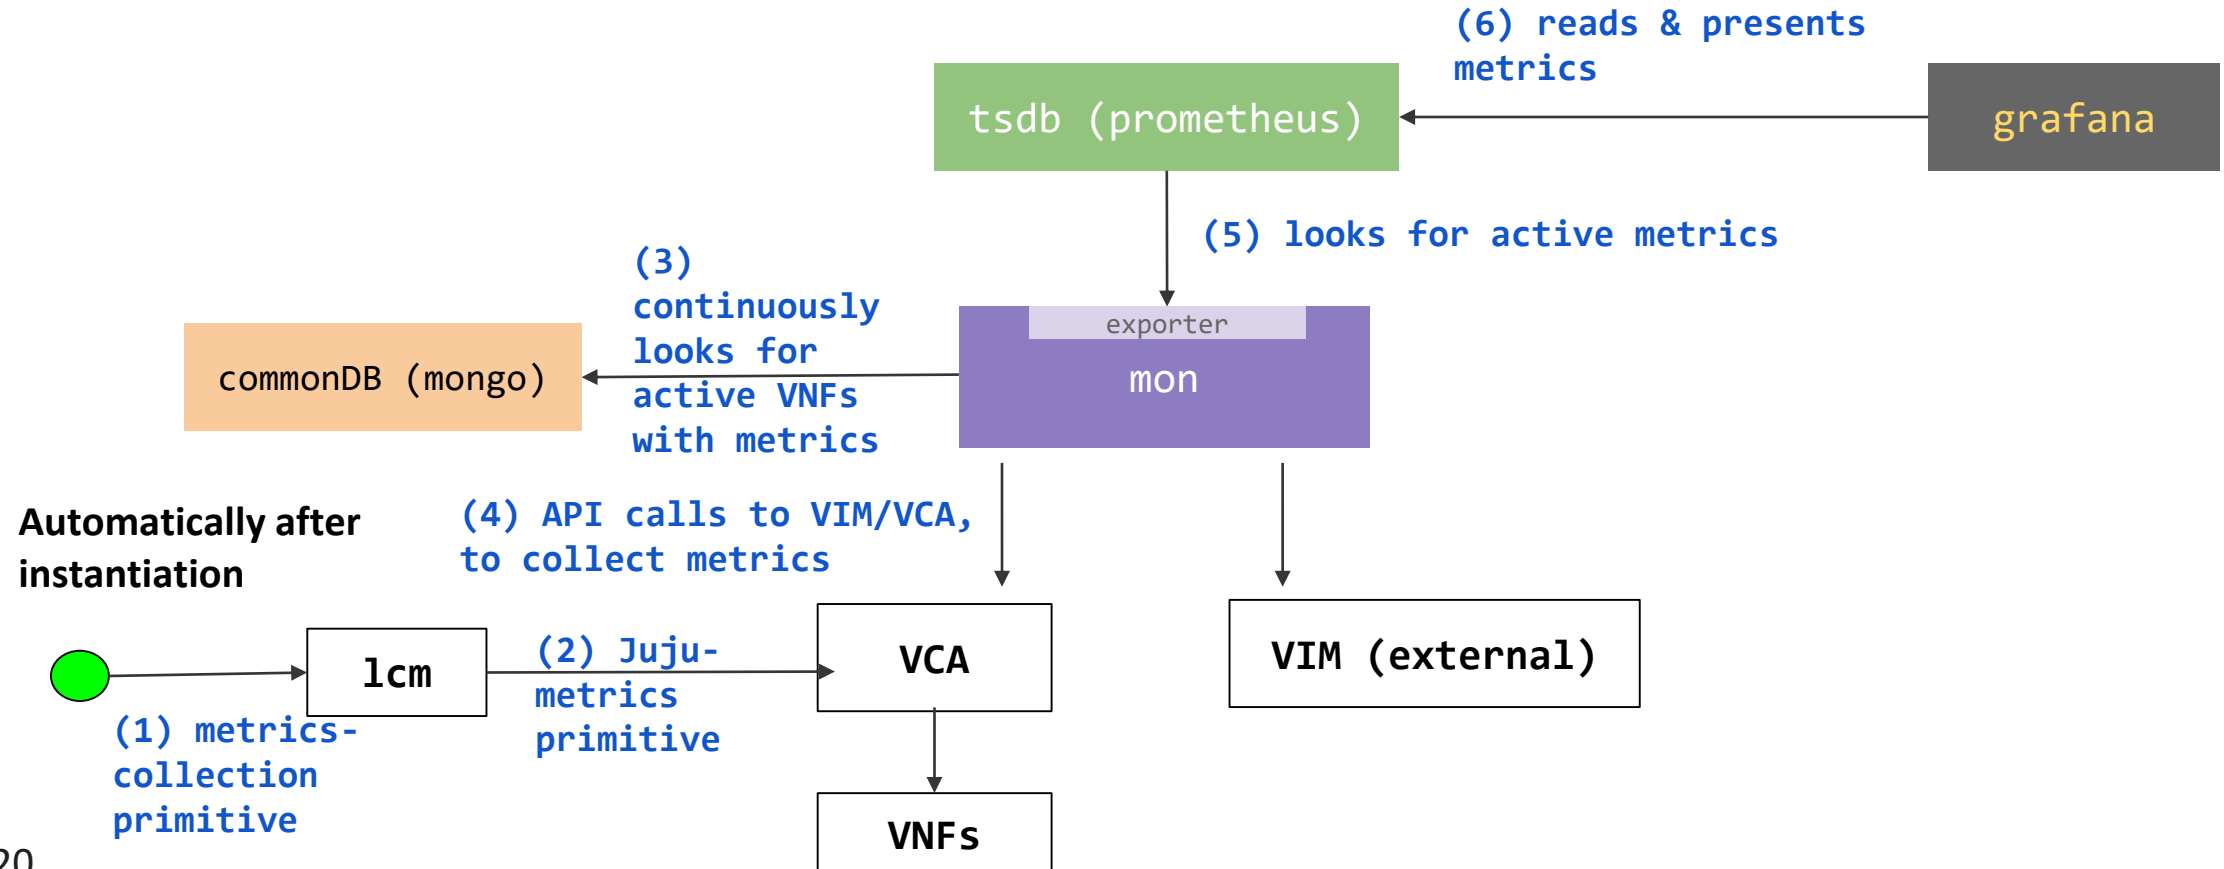 (6) reads & presents
metrics
tsdb (prometheus)
grafana
(5) looks for active metrics
(3)
continuously
looks for
active VNFs
with metrics
exporter
mon
commonDB (mongo)
Automatically after
instantiation
(4) API calls to VIM/VCA,
to collect metrics
lcm
(2) Juju-
metrics
primitive
VCA
VIM (external)
(1) metrics-
collection
primitive
VNFs
20